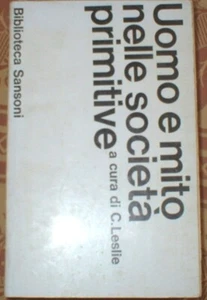 Uomo e mito
nelle società
primitive
a cura di C.Leslie
Biblioteca Sansoni